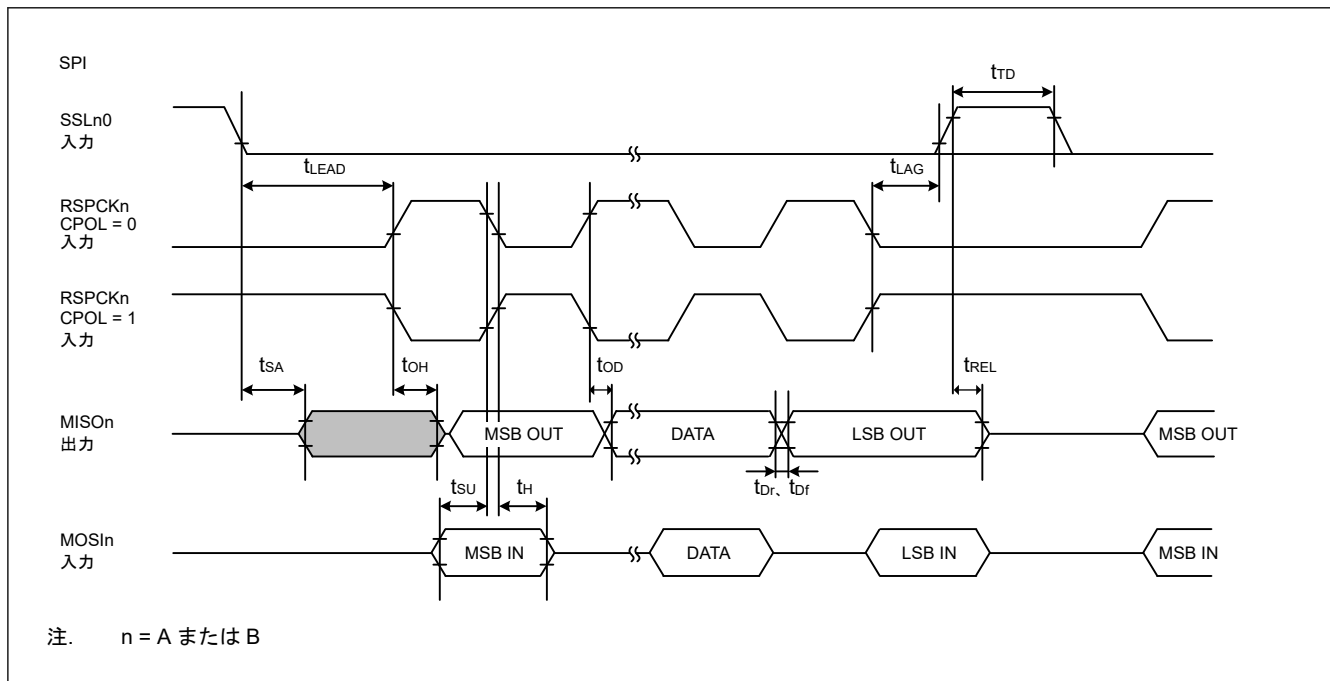 SPI
tTD
SSLn0
入力
tLEAD
tLAG
RSPCKn
CPOL = 0
入力
RSPCKn
CPOL = 1
入力
tSA
tOH
tOD
tREL
MISOn
出力
MSB OUT
DATA
LSB OUT
MSB OUT
tSU
tH
tDr、tDf
MOSIn
入力
MSB IN
DATA
LSB IN
MSB IN
注. n = A または B